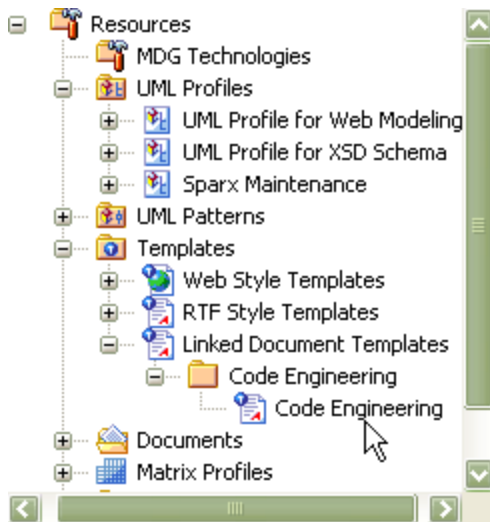 Resources
MDG Technologies
UML Profiles
UML Profile for Web Modeling
UML Profile for XSD Schema
Sparx Maintenance
UML Patterns
Templates
Web Style Templates
RTF Style Templates
Linked Document Templates
Code Engineering
Code Engineering
Documents
Matrix Profiles